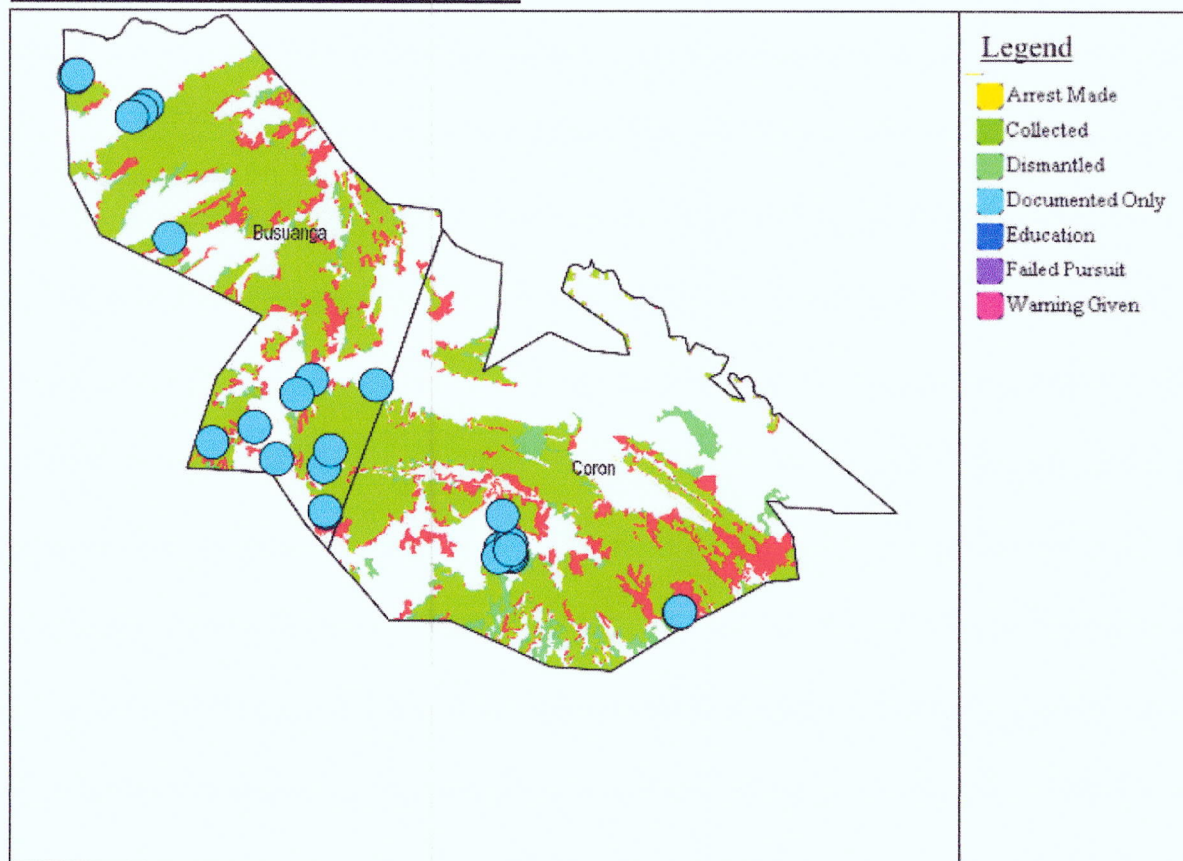 Legend
Arrest Made
Collected
Dismantled
Documented Only
Education
Failed Pursuit
Warning Given
Busuanga
Coron